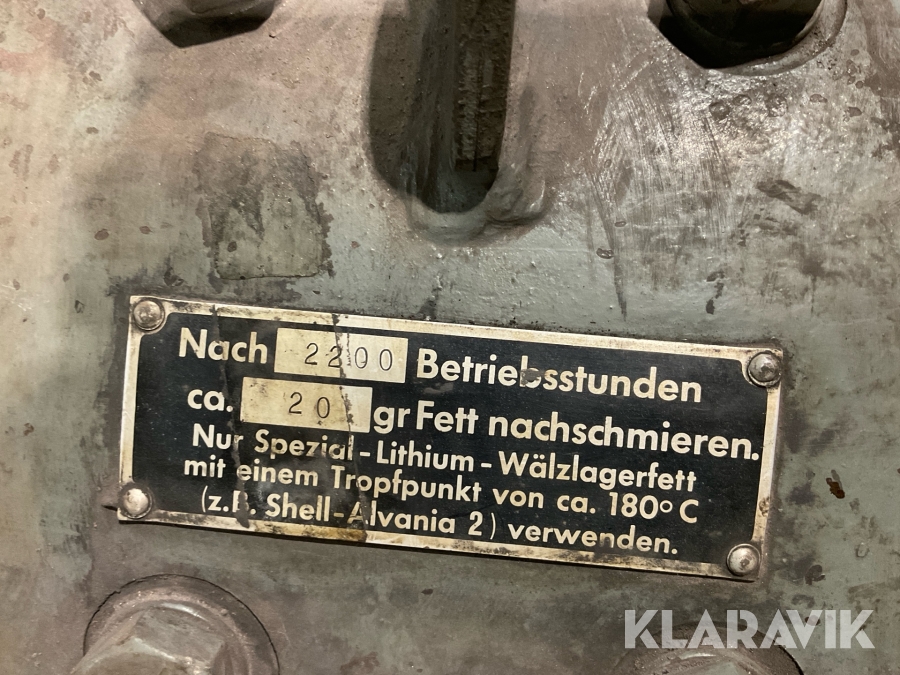 Nach 2200 Betriebsstunden
ca. 20 gr Fett nachschmieren.
Nur Spezial-Lithium-Wälzlagerfett
mit einem Tropfpunkt von ca. 180° C
(z.B. Shell-Alvania 2) verwenden.
KLARAVIK